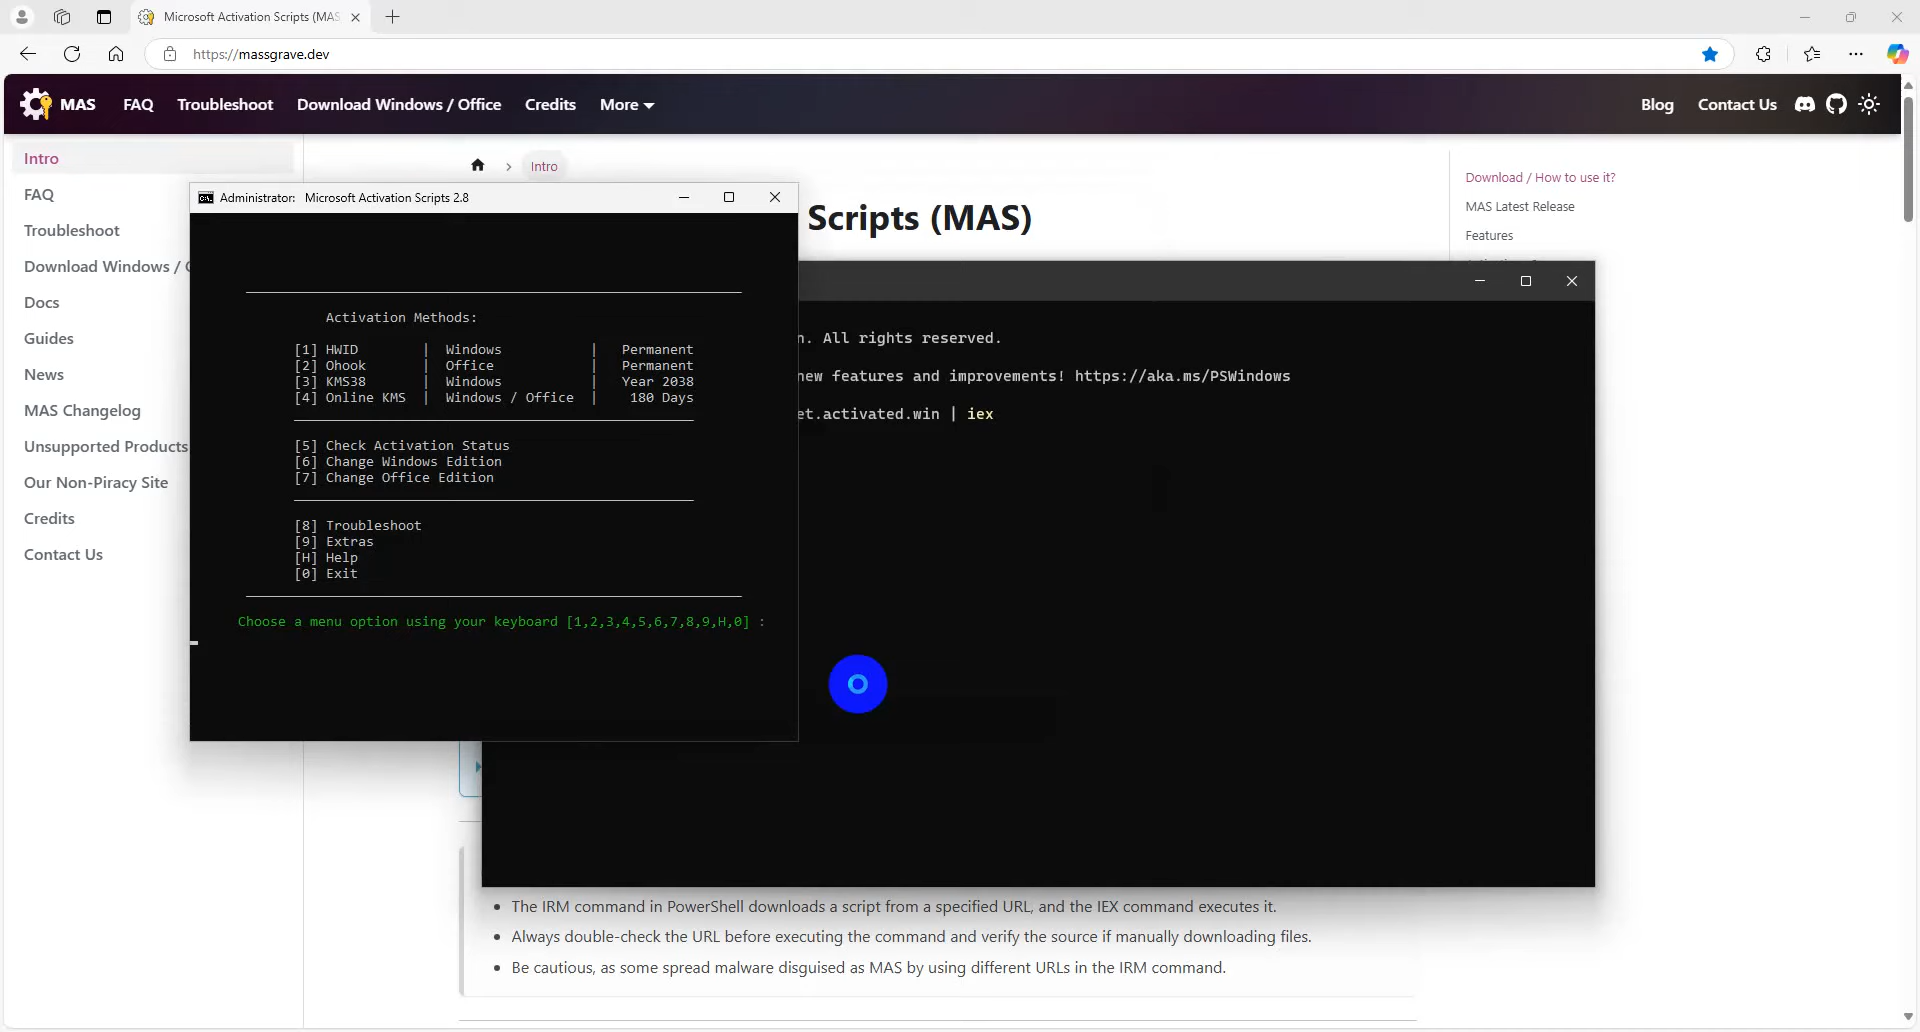 Microsoft Activation Scripts (MAS
https://massgrave.dev
MAS FAQ Troubleshoot Download Windows / Office Credits More Blog Contact Us
Intro
FAQ
Troubleshoot
Download Windows /
Docs
Guides
News
MAS Changelog
Unsupported Products
Our Non-Piracy Site
Credits
Contact Us
Intro
Scripts (MAS)
Download / How to use it?
MAS Latest Release
Features
Administrator: Microsoft Activation Scripts 2.8
Activation Methods:
[1] HWID | Windows | Permanent
[2] Ohook | Office | Permanent
[3] KMS38 | Windows | Year 2038
[4] Online KMS | Windows / Office | 180 Days
[5] Check Activation Status
[6] Change Windows Edition
[7] Change Office Edition
[8] Troubleshoot
[9] Extras
[H] Help
[0] Exit
Choose a menu option using your keyboard [1,2,3,4,5,6,7,8,9,H,0] :
n. All rights reserved.
new features and improvements! https://aka.ms/PSWindows
et.activated.win | iex
The IRM command in PowerShell downloads a script from a specified URL, and the IEX command executes it.
Always double-check the URL before executing the command and verify the source if manually downloading files.
Be cautious, as some spread malware disguised as MAS by using different URLs in the IRM command.